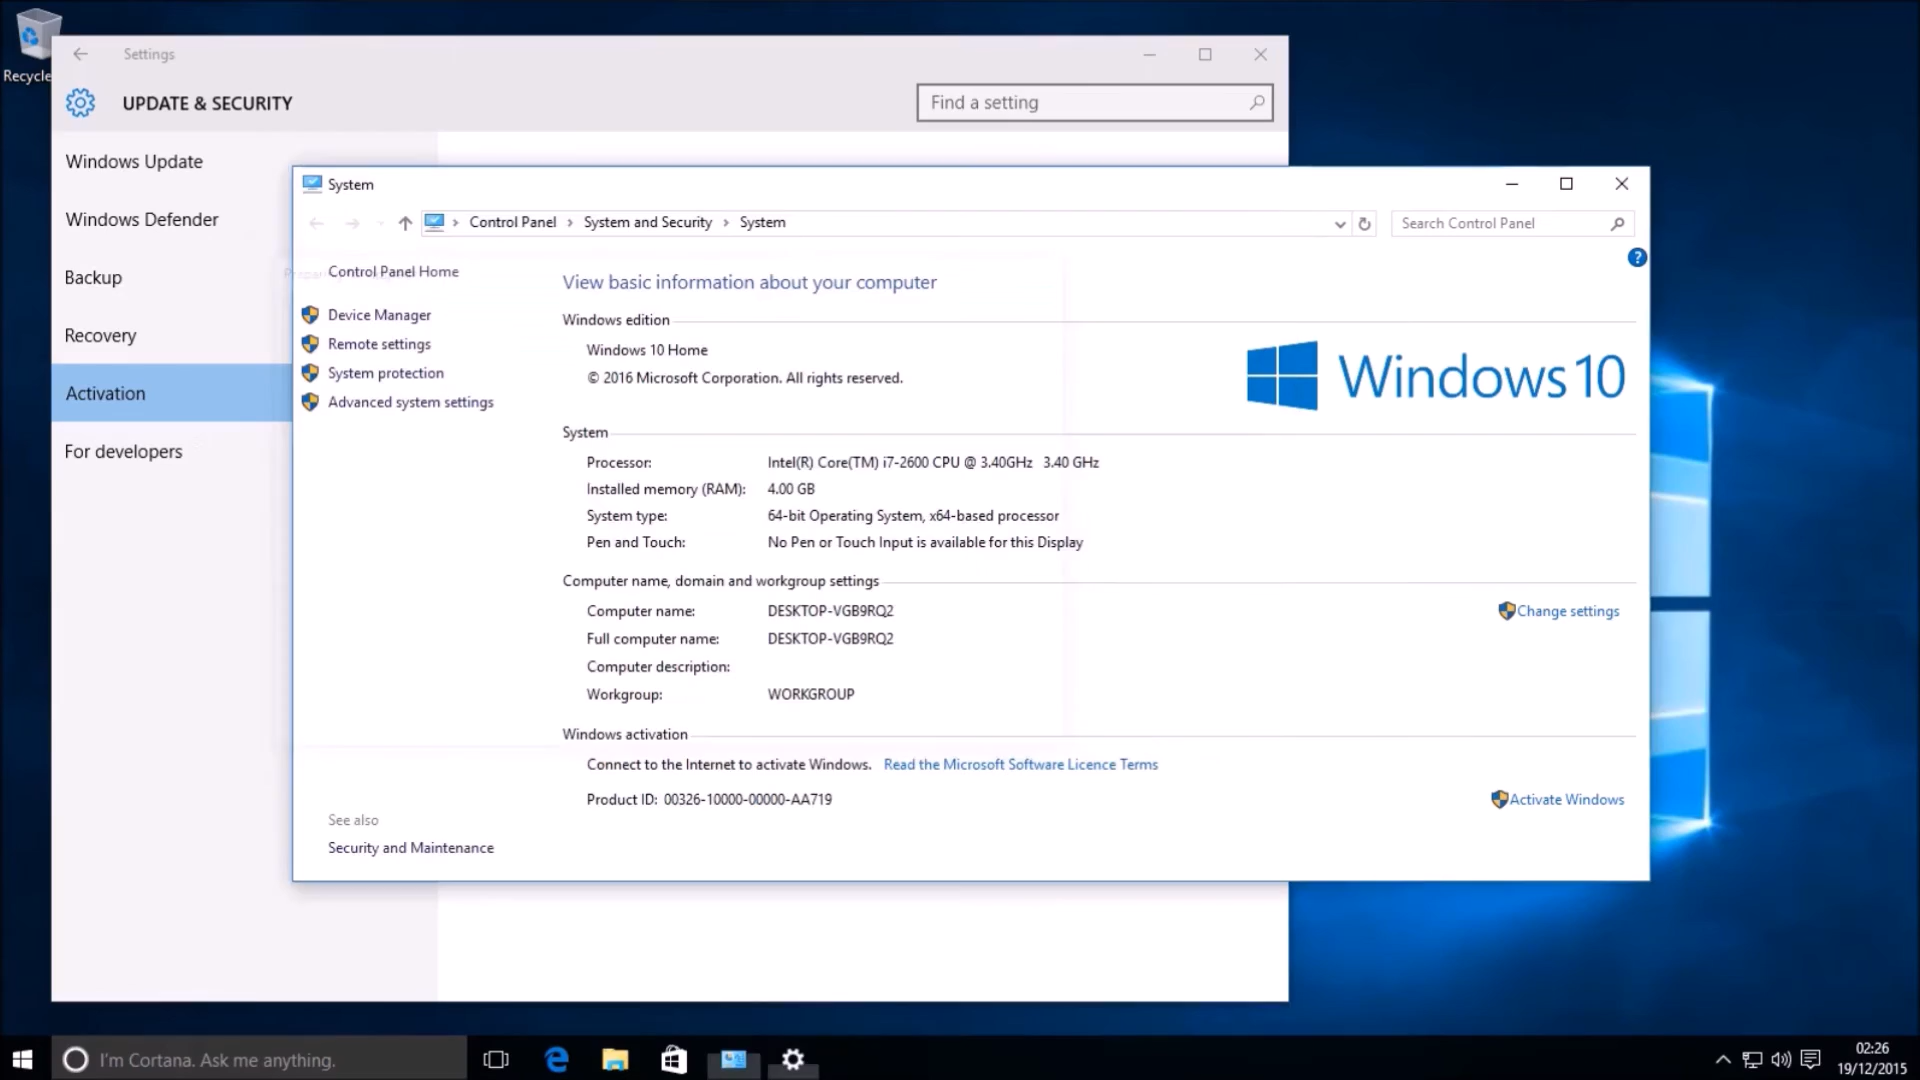 Recycle
Settings
UPDATE & SECURITY
Find a setting
Windows Update
Windows Defender
Backup
Recovery
Activation
For developers
System
Control Panel > System and Security > System
Search Control Panel
?
Control Panel Home
Device Manager
Remote settings
System protection
Advanced system settings
See also
Security and Maintenance
View basic information about your computer
Windows edition
Windows 10 Home
© 2016 Microsoft Corporation. All rights reserved.
Windows 10
System
Processor: Intel(R) Core(TM) i7-2600 CPU @ 3.40GHz 3.40 GHz
Installed memory (RAM): 4.00 GB
System type: 64-bit Operating System, x64-based processor
Pen and Touch: No Pen or Touch Input is available for this Display
Computer name, domain and workgroup settings
Computer name: DESKTOP-VGB9RQ2
Change settings
Full computer name: DESKTOP-VGB9RQ2
Computer description:
Workgroup: WORKGROUP
Windows activation
Connect to the Internet to activate Windows. Read the Microsoft Software Licence Terms
Product ID: 00326-10000-00000-AA719
Activate Windows
I'm Cortana. Ask me anything.
02:26
19/12/2015